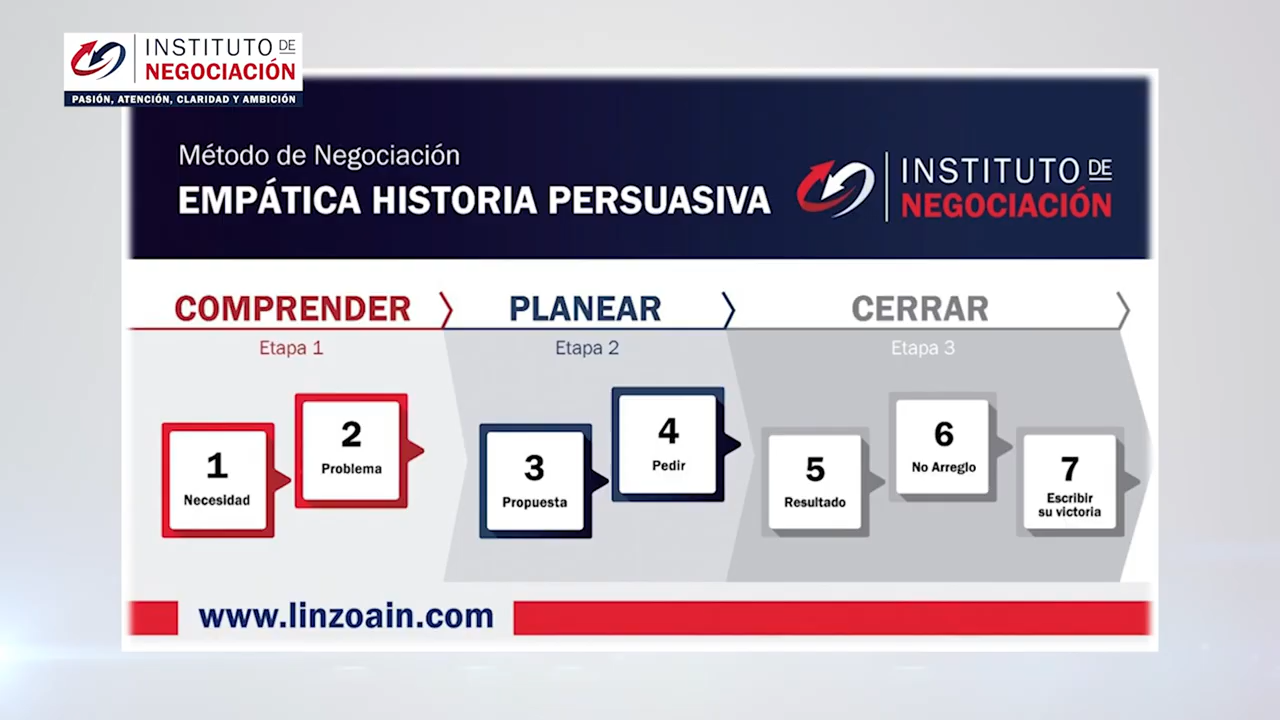 INSTITUTO DE
NEGOCIACIÓN
PASIÓN, ATENCIÓN, CLARIDAD Y AMBICIÓN
Método de Negociación
EMPÁTICA HISTORIA PERSUASIVA
INSTITUTO DE
NEGOCIACIÓN
COMPRENDER
Etapa 1
PLANEAR
Etapa 2
CERRAR
Etapa 3
1
Necesidad
2
Problema
3
Propuesta
4
Pedir
5
Resultado
6
No Arreglo
7
Escribir
su victoria
www.linzoain.com